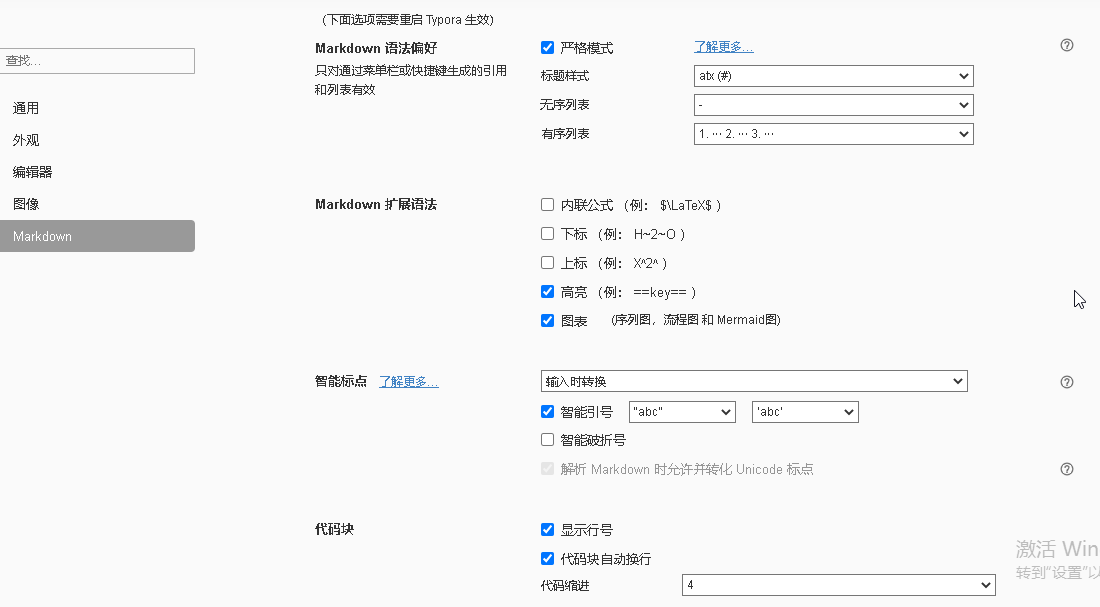 (下面选项需要重启 Typora 生效)
查找...
通用
外观
编辑器
图像
Markdown
Markdown 语法偏好
只对通过菜单栏或快捷键生成的引用
和列表有效
严格模式 了解更多...
标题样式 atx (#)
无序列表 -
有序列表 1. ··· 2. ··· 3. ···
Markdown 扩展语法
内联公式 (例: $\LaTeX$ )
下标 (例: H~2~O )
上标 (例: X^2^ )
高亮 (例: ==key== )
图表 (序列图，流程图 和 Mermaid图)
智能标点 了解更多...
输入时转换
智能引号 "abc" 'abc'
智能破折号
解析 Markdown 时允许并转化 Unicode 标点
代码块
显示行号
代码块自动换行
代码缩进 4
激活 Win
转到"设置"以